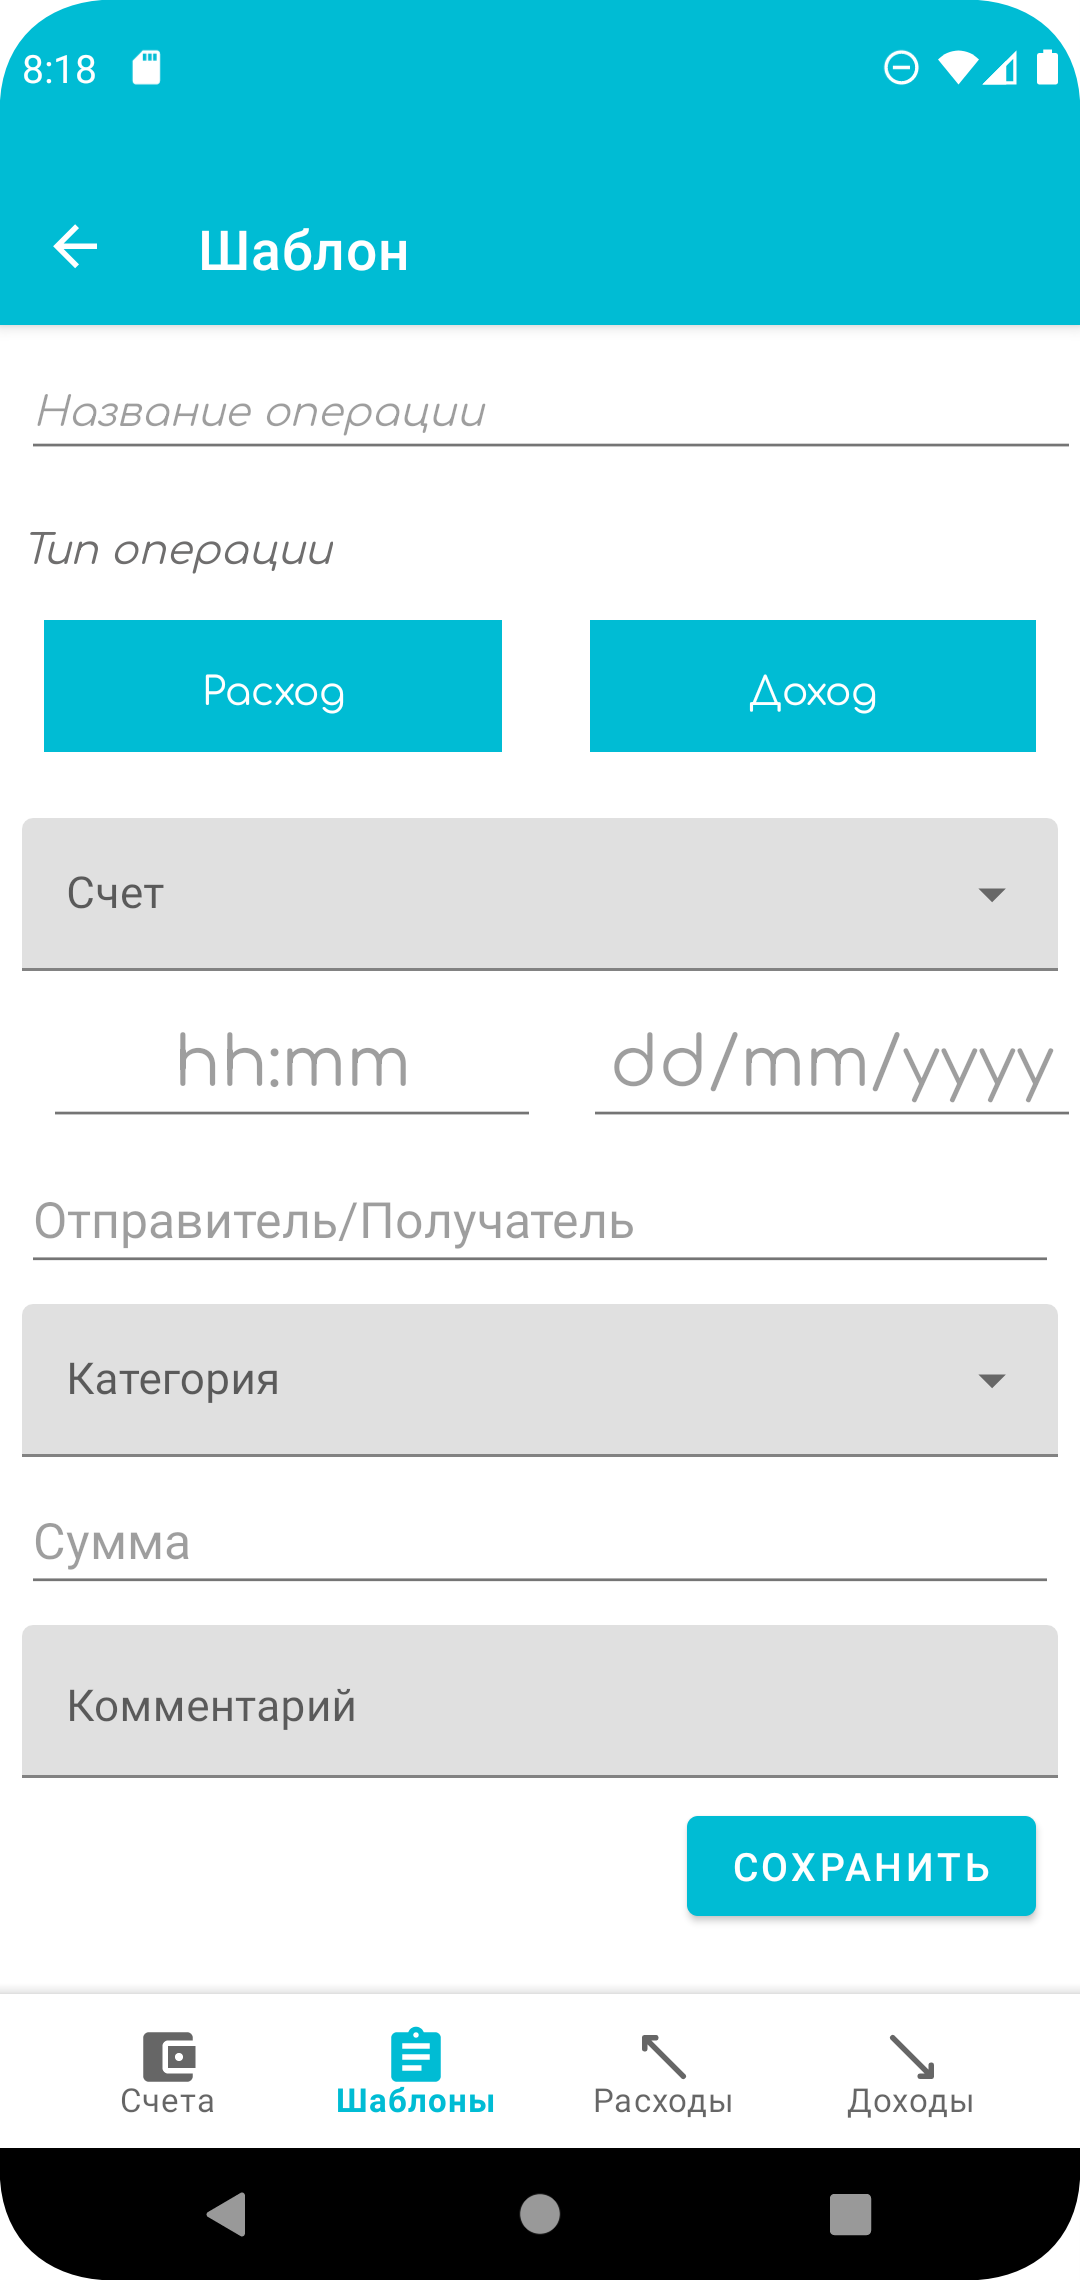 8:18
Шаблон
Название операции
Тип операции
Расход Доход
Счет
hh:mm dd/mm/yyyy
Отправитель/Получатель
Категория
Сумма
Комментарий
СОХРАНИТЬ
Счета Шаблоны Расходы Доходы